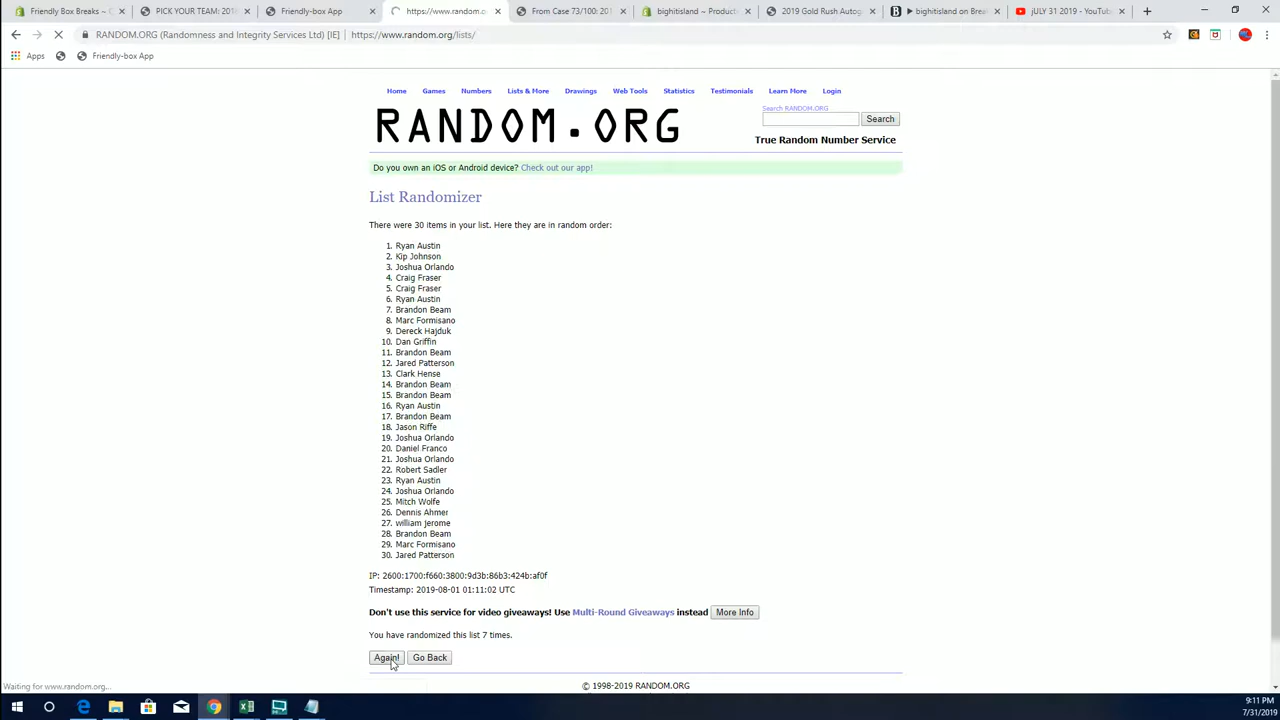 Friendly Box Breaks – C
PICK YOUR TEAM: 201
Friendly-box App
https://www.random.o
From Case 73/100: 201
bighitisland ~ Product
2019 Gold Rush Autog
bighitisland on Brea
jULY 31 2019 - YouTub
RANDOM.ORG (Randomness and Integrity Services Ltd) [IE] | https://www.random.org/lists/
Apps
Friendly-box App
Home Games Numbers Lists & More Drawings Web Tools Statistics Testimonials Learn More Login
RANDOM.ORG
Search RANDOM.ORG
Search
True Random Number Service
Do you own an iOS or Android device? Check out our app!
List Randomizer
There were 30 items in your list. Here they are in random order:
1. Ryan Austin
2. Kip Johnson
3. Joshua Orlando
4. Craig Fraser
5. Craig Fraser
6. Ryan Austin
7. Brandon Beam
8. Marc Formisano
9. Dereck Hajduk
10. Dan Griffin
11. Brandon Beam
12. Jared Patterson
13. Clark Hense
14. Brandon Beam
15. Brandon Beam
16. Ryan Austin
17. Brandon Beam
18. Jason Riffe
19. Joshua Orlando
20. Daniel Franco
21. Joshua Orlando
22. Robert Sadler
23. Ryan Austin
24. Joshua Orlando
25. Mitch Wolfe
26. Dennis Ahmer
27. william jerome
28. Brandon Beam
29. Marc Formisano
30. Jared Patterson
IP: 2600:1700:f660:3800:9d3b:86b3:424b:af0f
Timestamp: 2019-08-01 01:11:02 UTC
Don't use this service for video giveaways! Use Multi-Round Giveaways instead More Info
You have randomized this list 7 times.
Again! Go Back
© 1998-2019 RANDOM.ORG
Waiting for www.random.org...
9:11 PM
7/31/2019